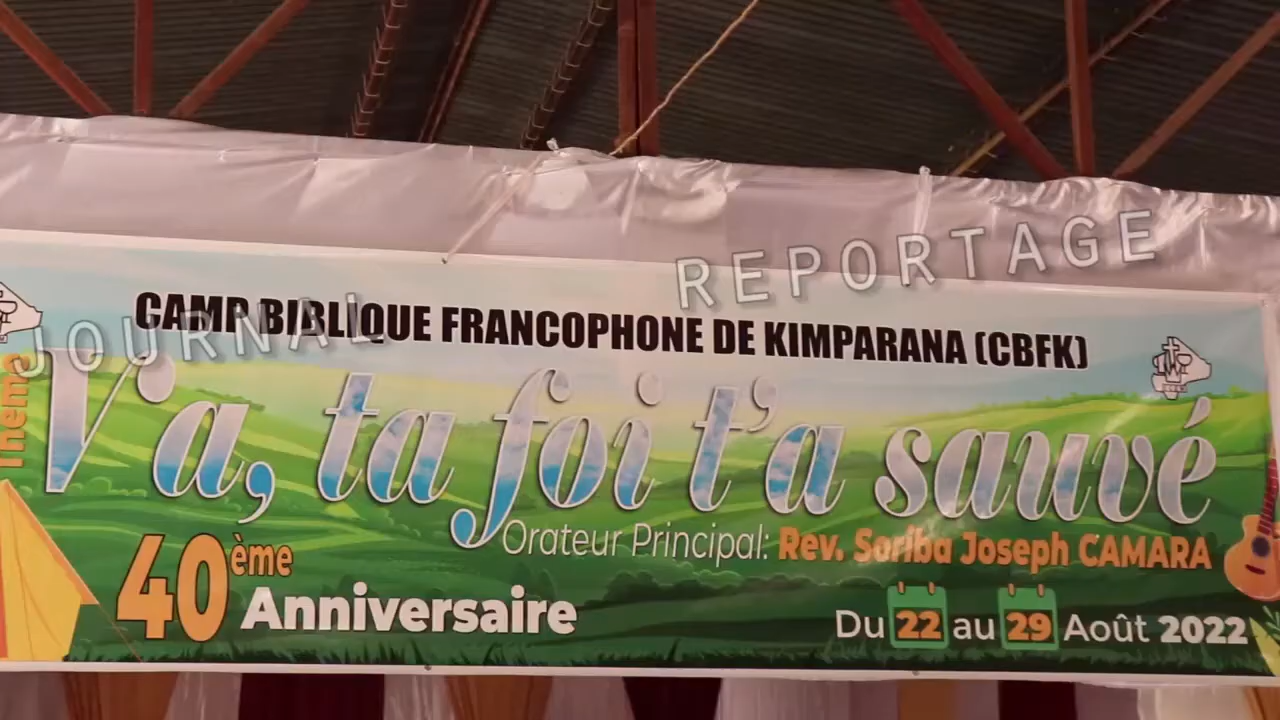 REPORTAGE
JOURNAL
CAMP BIBLIQUE FRANCOPHONE DE KIMPARANA (CBFK)
Thème
Va, ta foi t'a sauvé
Orateur Principal: Rev. Soriba Joseph CAMARA
40ème
Anniversaire
Du 22 au 29 Août 2022